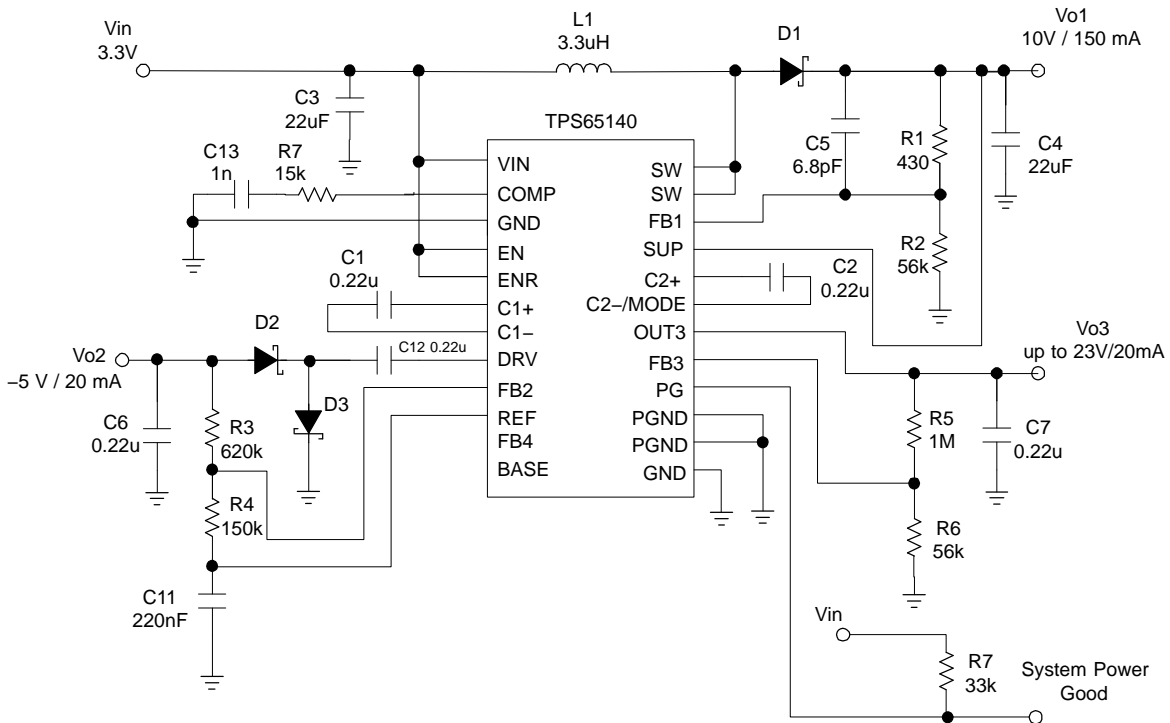 Vin
3.3V
L1
3.3uH
D1
Vo1
10V / 150 mA
C3
22uF
TPS65140
C5
6.8pF
R1
430
C4
22uF
C13
1n
R7
15k
VIN
COMP
GND
EN
ENR
C1+
C1–
DRV
FB2
REF
FB4
BASE
SW
SW
FB1
SUP
C2+
C2–/MODE
OUT3
FB3
PG
PGND
PGND
GND
R2
56k
C1
0.22u
C2
0.22u
D2
C12 0.22u
Vo2
–5 V / 20 mA
Vo3
up to 23V/20mA
D3
C6
0.22u
R3
620k
R5
1M
C7
0.22u
R4
150k
R6
56k
C11
220nF
Vin
R7
33k
System Power
Good